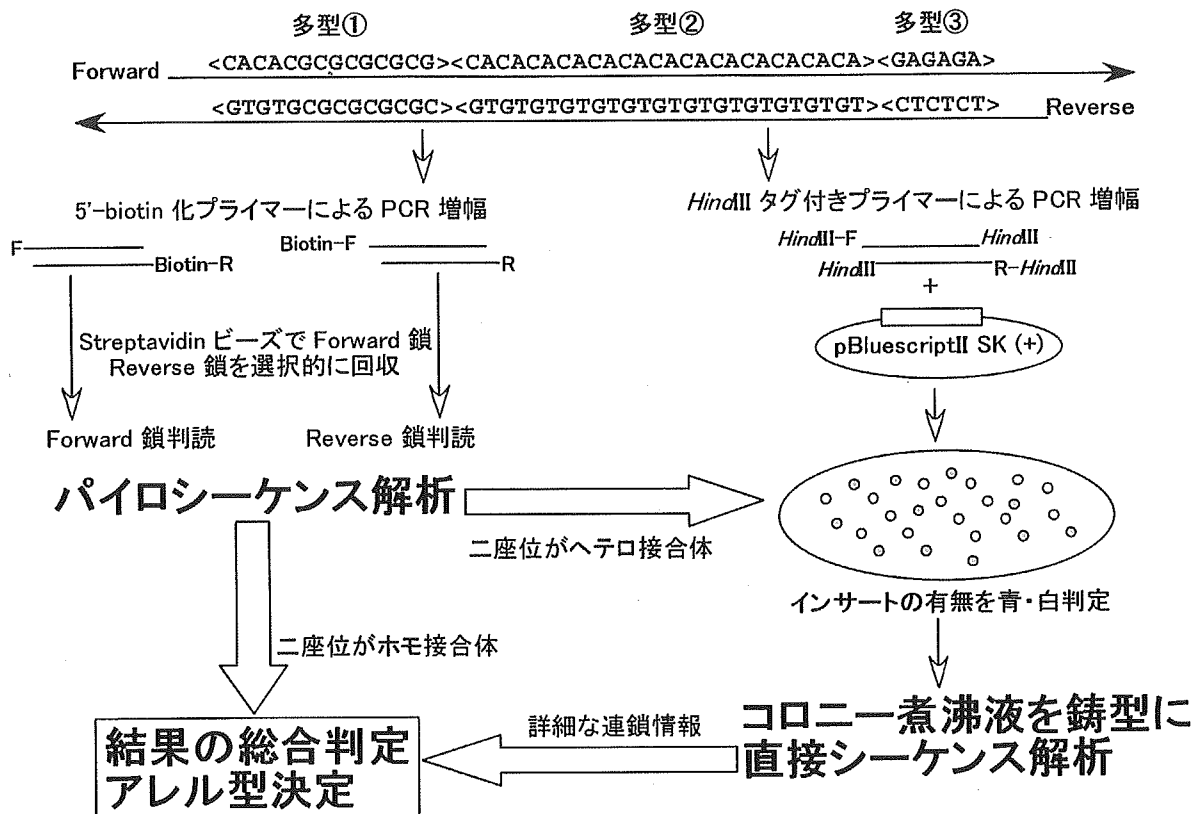 多型① 多型② 多型③
Forward <CACACGCGCGCGCG><CACACACACACACACACACACACA><GAGAGA>
<GTGTGCGCGCGCGC><GTGTGTGTGTGTGTGTGTGTGTGT><CTCTCT> Reverse
5'-biotin 化プライマーによる PCR 増幅
HindIII タグ付きプライマーによる PCR 増幅
F
Biotin-R
Biotin-F
R
HindIII-F HindIII
HindIII R-HindIII
+
pBluescriptII SK (+)
Streptavidin ビーズで Forward 鎖
Reverse 鎖を選択的に回収
Forward 鎖判読 Reverse 鎖判読
パイロシーケンス解析
二座位がヘテロ接合体
インサートの有無を青・白判定
二座位がホモ接合体
コロニー煮沸液を鋳型に
直接シーケンス解析
詳細な連鎖情報
結果の総合判定
アレル型決定